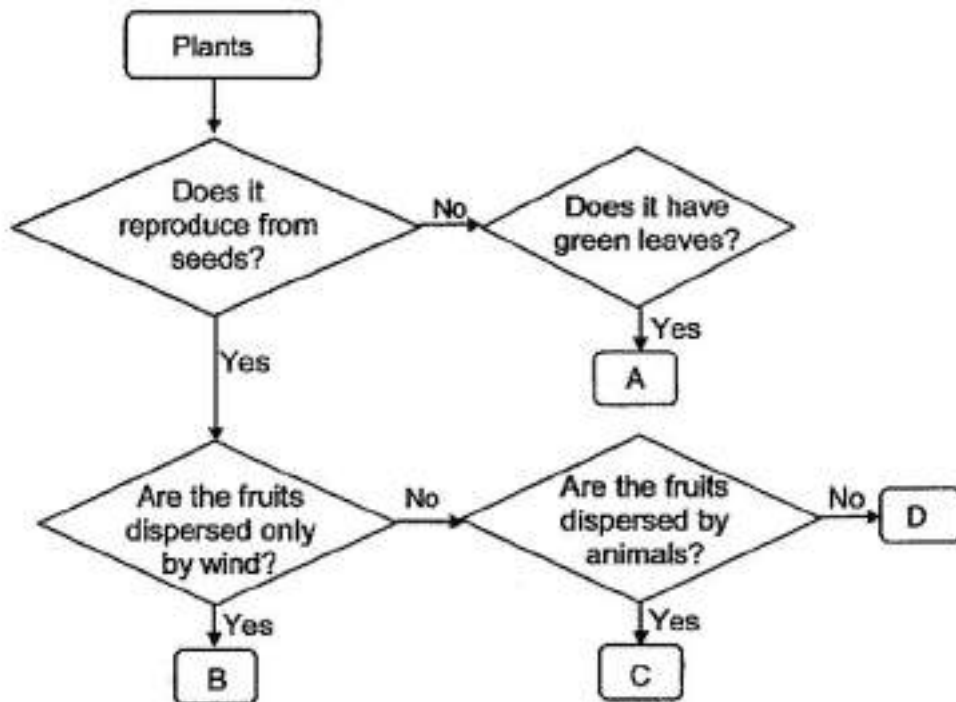 Plants
Does it
reproduce from
seeds?
No
Does it have
green leaves?
Yes
Yes
A
Are the fruits
dispersed only
by wind?
No
Are the fruits
dispersed by
animals?
No
D
Yes
Yes
B
C